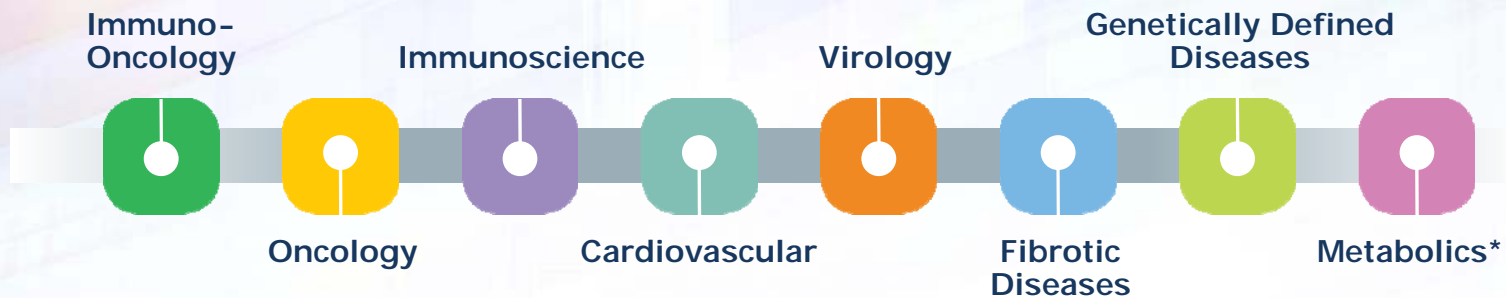 Immuno-
Oncology
Oncology
Immunoscience
Cardiovascular
Virology
Fibrotic
Diseases
Genetically Defined
Diseases
Metabolics*